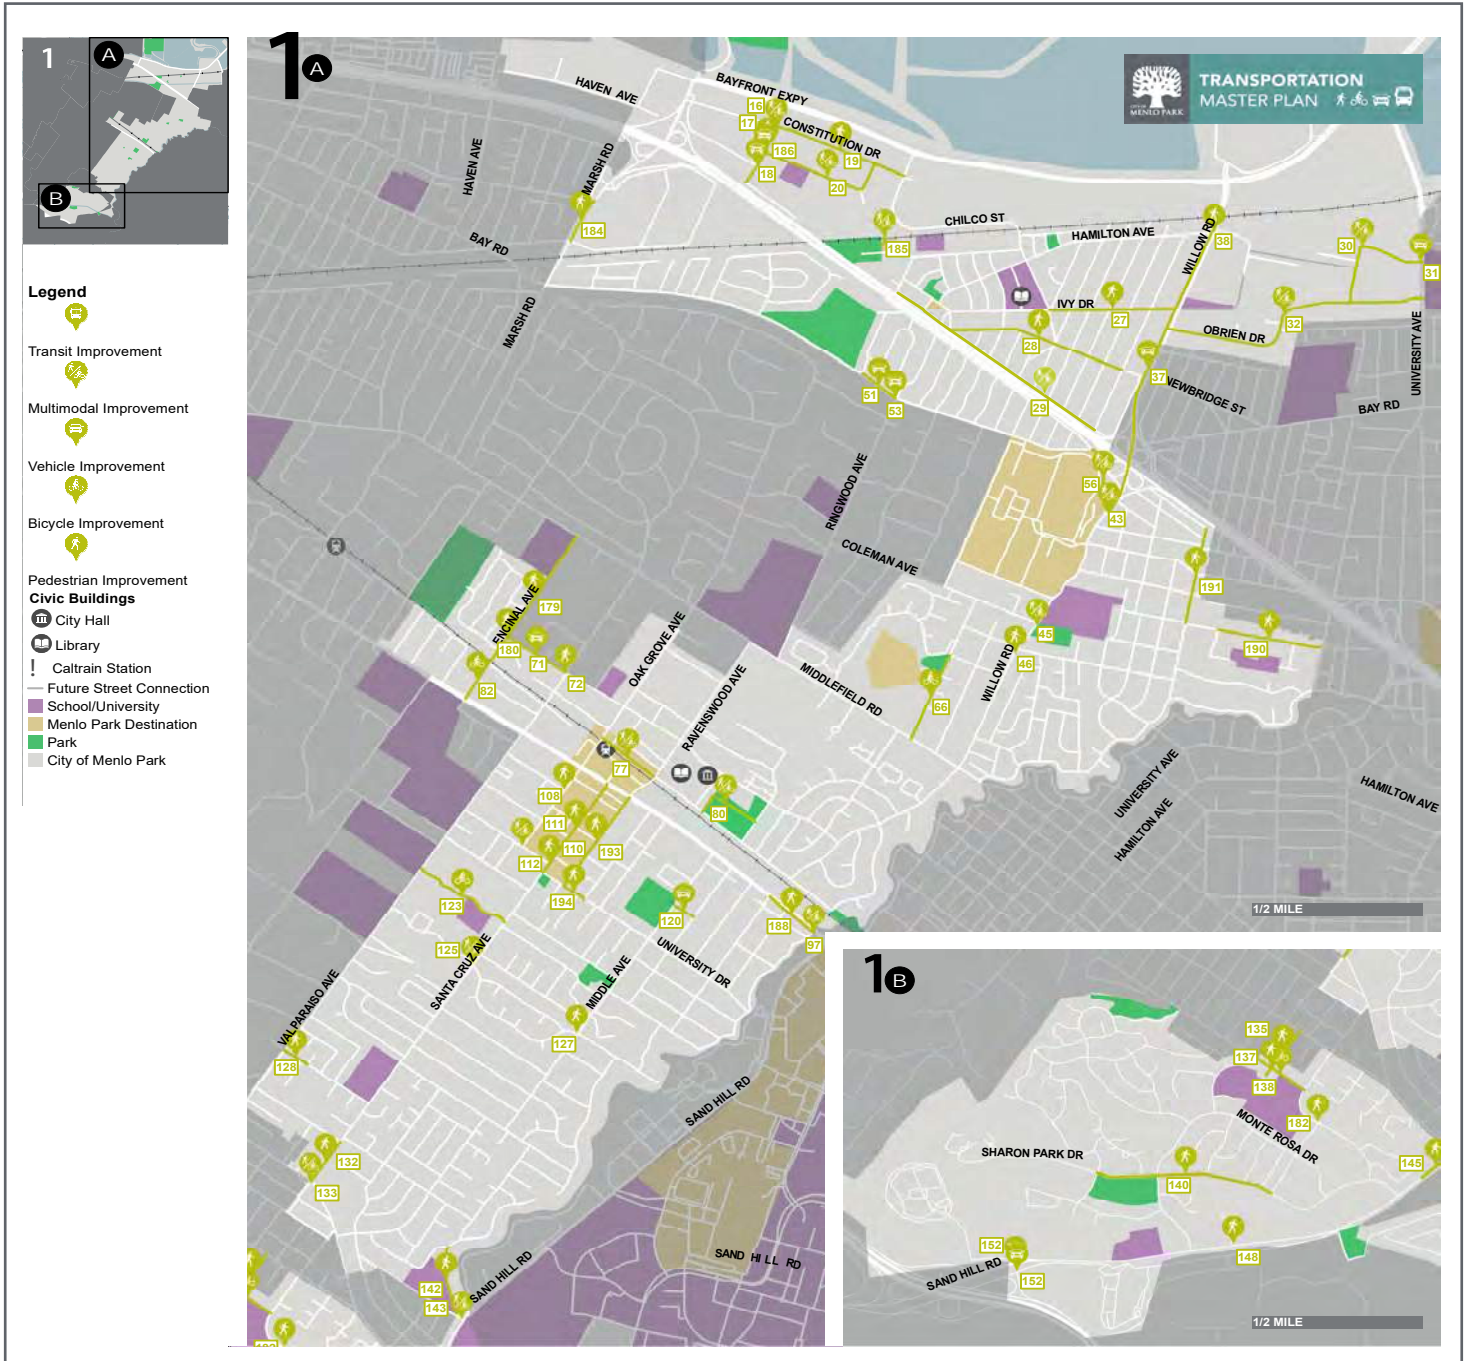 1
A
B
Legend
Transit Improvement
Multimodal Improvement
Vehicle Improvement
Bicycle Improvement
Pedestrian Improvement
Civic Buildings
City Hall
Library
Caltrain Station
Future Street Connection
School/University
Menlo Park Destination
Park
City of Menlo Park
1 A
CITY OF
MENLO PARK
TRANSPORTATION
MASTER PLAN
HAVEN AVE
BAYFRONT EXPY
16
17
CONSTITUTION DR
186
19
18
20
HAVEN AVE
MARSH RD
184
BAY RD
CHILCO ST
185
HAMILTON AVE
WILLOW RD
38
30
31
MARSH RD
IVY DR
27
28
OBRIEN DR
32
UNIVERSITY AVE
37
NEWBRIDGE ST
BAY RD
51
53
29
RINGWOOD AVE
56
43
COLEMAN AVE
191
ENCINAL AVE
179
180
71
72
82
OAK GROVE AVE
RAVENSWOOD AVE
MIDDLEFIELD RD
45
46
WILLOW RD
190
66
77
108
111
110
112
193
194
80
UNIVERSITY AVE
HAMILTON AVE
HAMILTON AVE
123
125
SANTA CRUZ AVE
120
188
97
UNIVERSITY DR
MIDDLE AVE
127
VALPARAISO AVE
128
132
133
SAND HILL RD
SAND HILL RD
SAND HILL RD
142
143
1/2 MILE
1 B
135
137
138
182
MONTE ROSA DR
SHARON PARK DR
140
145
148
152
152
SAND HILL RD
1/2 MILE